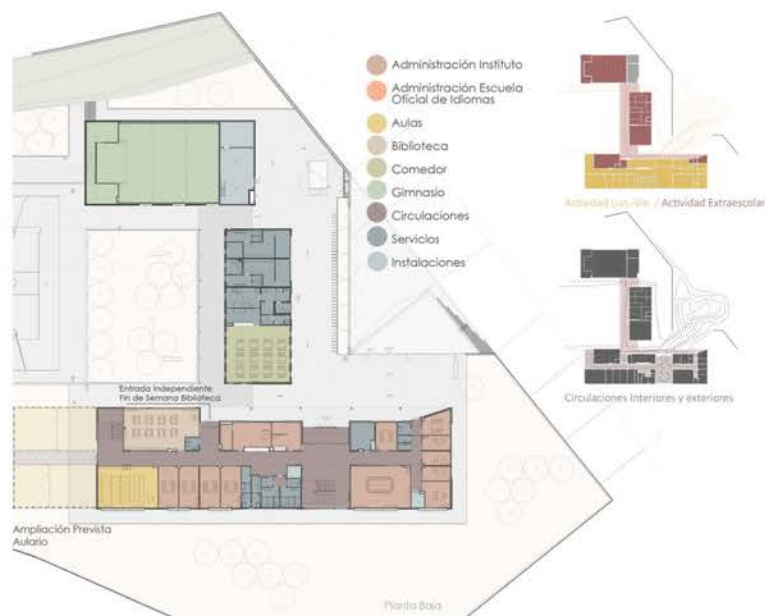 Administración Instituto
Administración Escuela
Oficial de Idiomas
Aulas
Biblioteca
Comedor
Gimnasio
Circulaciones
Servicios
Instalaciones
Actividad Lun.-Vie. / Actividad Extraescolar
Circulaciones Interiores y exteriores
Entrada Independiente
Fin de Semana Biblioteca
Ampliación Prevista
Aulario
Planta Baja